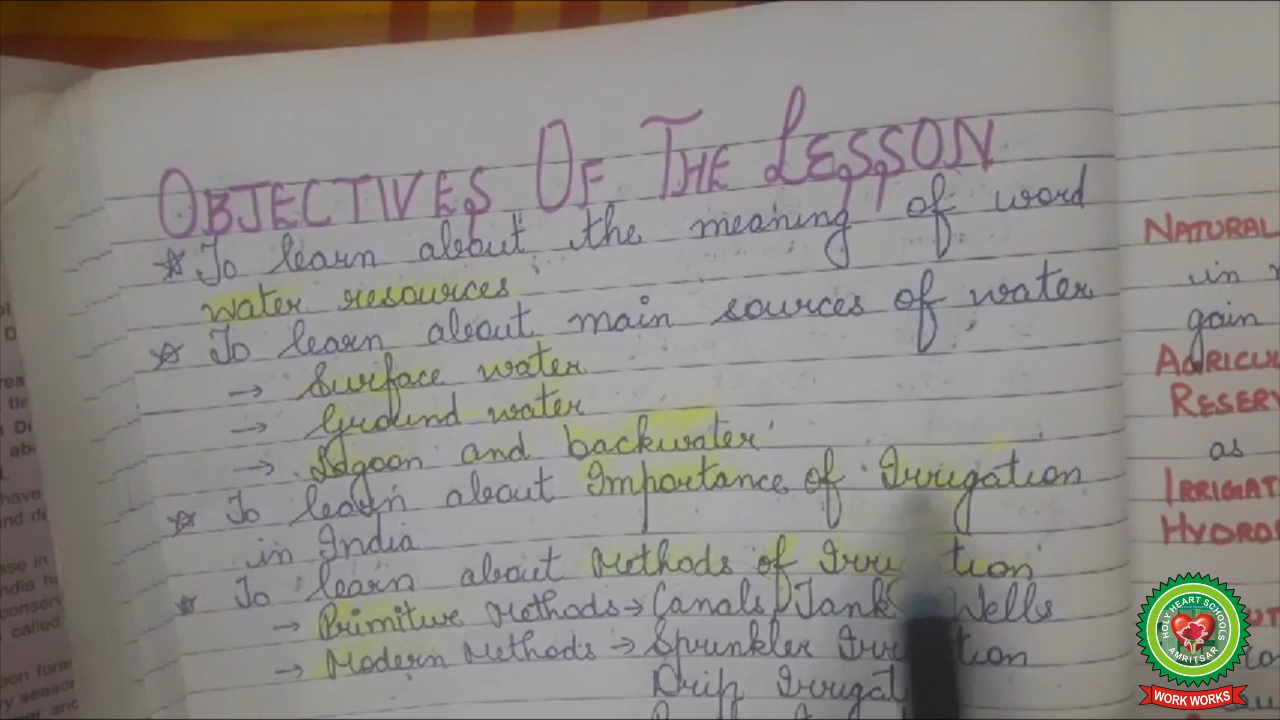 OBJECTIVES OF THE LESSON
☆ To learn about the meaning of word
water resources
☆ To learn about main sources of water
→ Surface water
→ Ground water
→ Lagoon and backwater
☆ To learn about Importance of Irrigation
in India
☆ To learn about Methods of Irrigation
→ Primitive Methods → Canals, Tank Wells
→ Modern Methods → Sprinkler Irrigation
Drip Irrigat
NATURAL
in
gain
AGRICU
RESER
as
IRRIGAT
HYDRO
HOLY HEART SCHOOLS
AMRITSAR
WORK WORKS